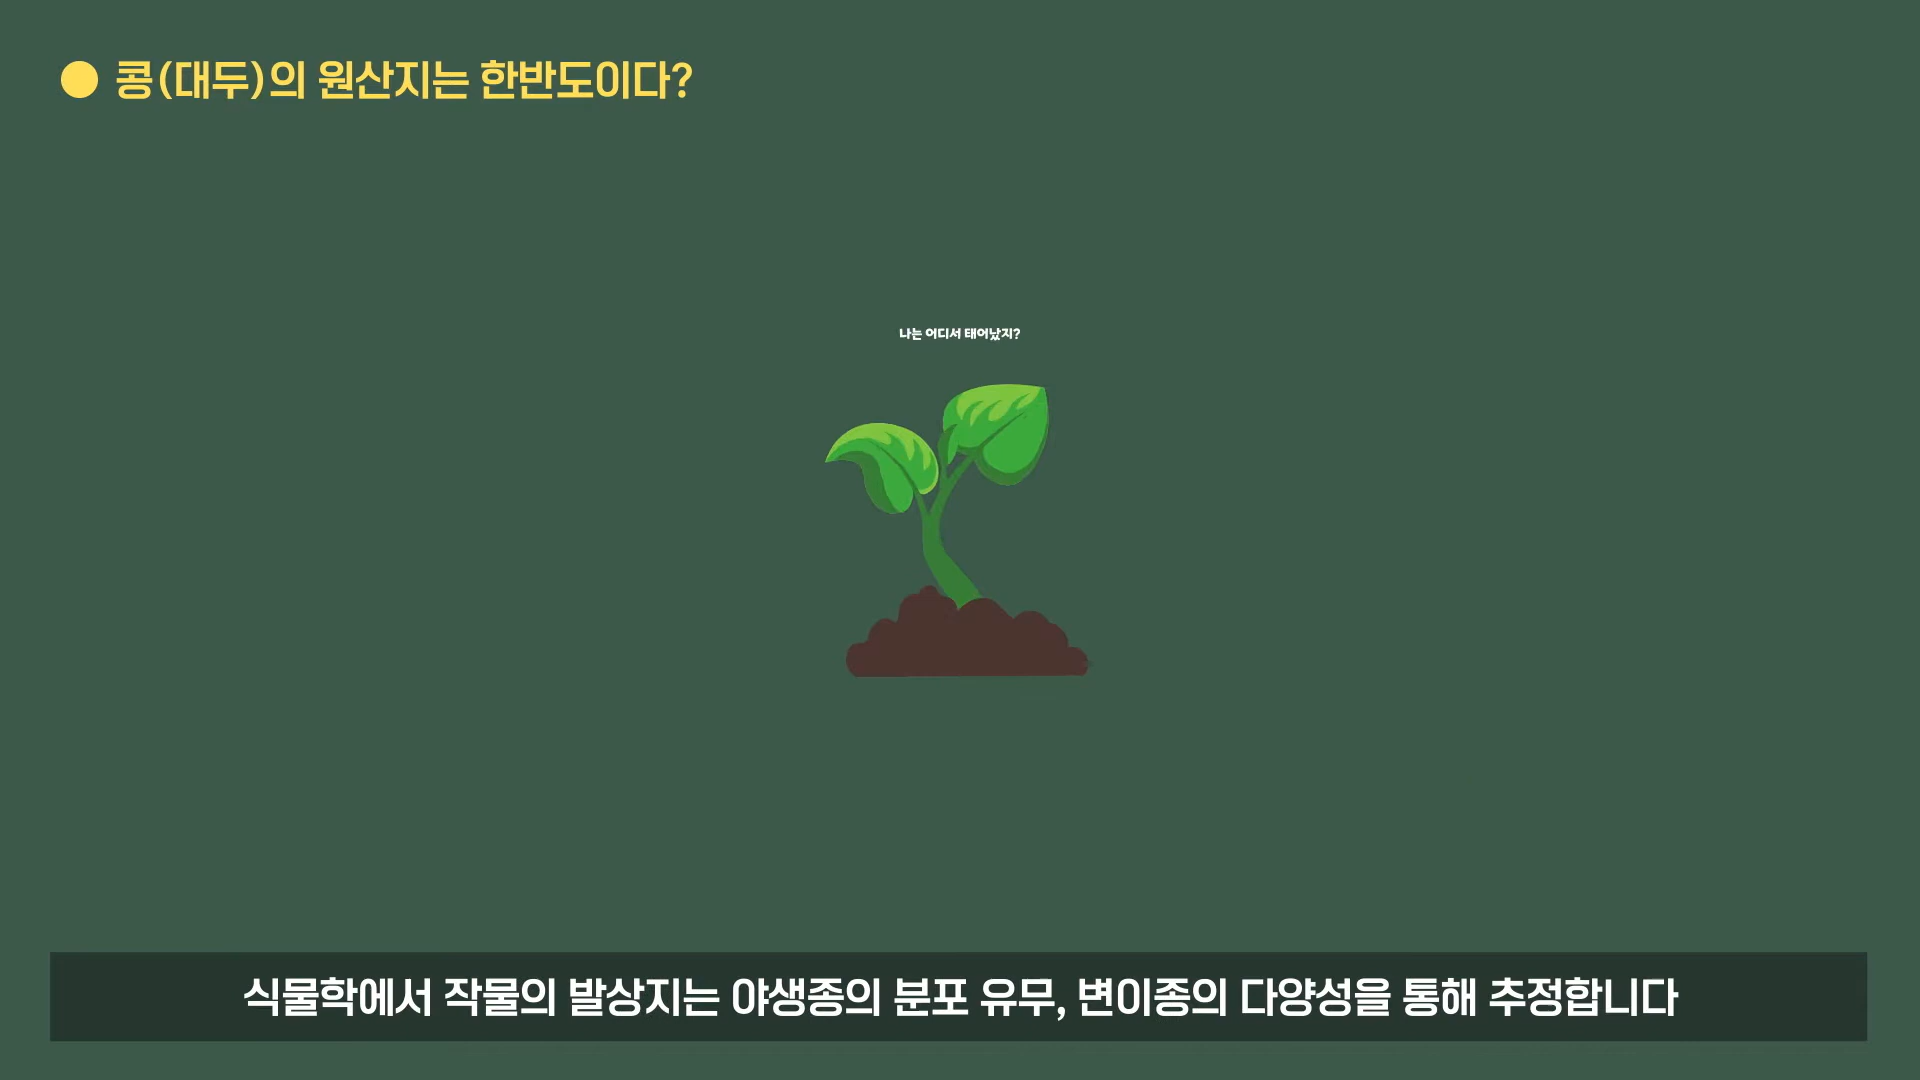 콩(대두)의 원산지는 한반도이다?
나는 어디서 태어났지?
식물학에서 작물의 발상지는 야생종의 분포 유무, 변이종의 다양성을 통해 추정합니다